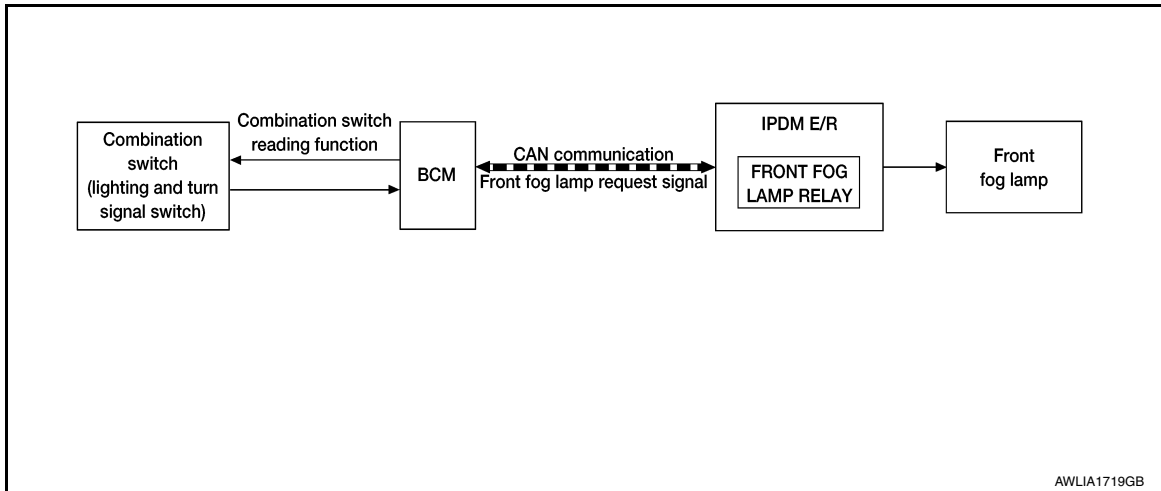 Combination
switch
(lighting and turn
signal switch)
Combination switch
reading function
BCM
CAN communication
Front fog lamp request signal
IPDM E/R
FRONT FOG
LAMP RELAY
Front
fog lamp
AWLIA1719GB